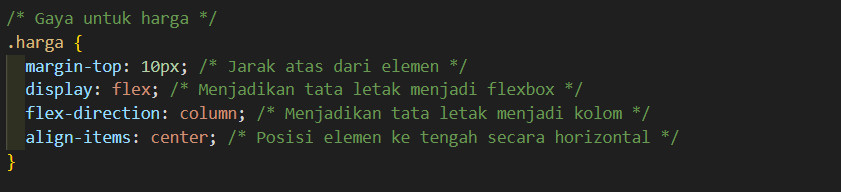 /* Gaya untuk harga */
.harga {
  margin-top: 10px; /* Jarak atas dari elemen */
  display: flex; /* Menjadikan tata letak menjadi flexbox */
  flex-direction: column; /* Menjadikan tata letak menjadi kolom */
  align-items: center; /* Posisi elemen ke tengah secara horizontal */
}